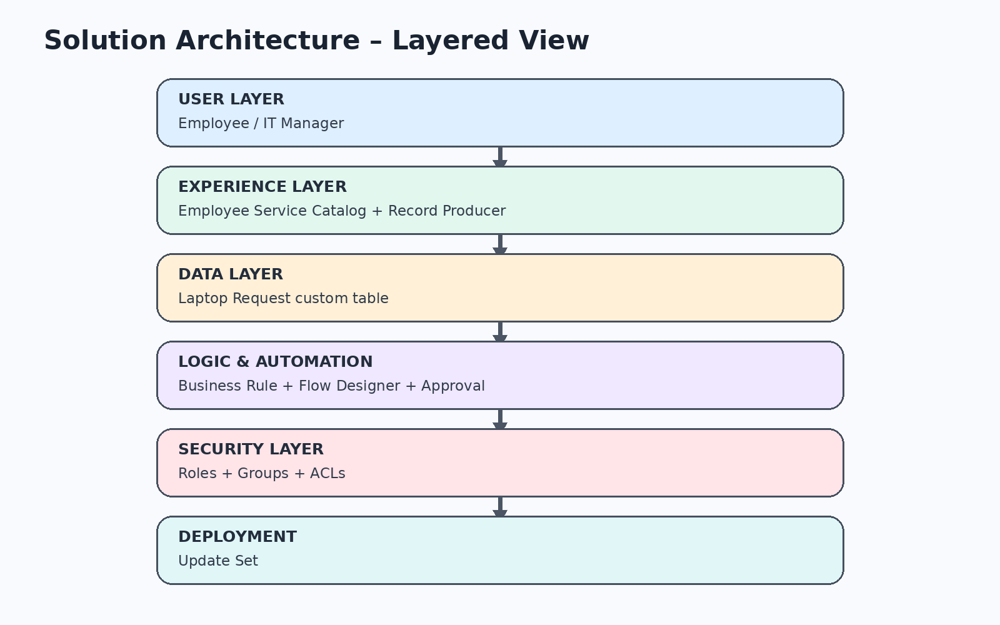 Solution Architecture – Layered View
USER LAYER
Employee / IT Manager
EXPERIENCE LAYER
Employee Service Catalog + Record Producer
DATA LAYER
Laptop Request custom table
LOGIC & AUTOMATION
Business Rule + Flow Designer + Approval
SECURITY LAYER
Roles + Groups + ACLs
DEPLOYMENT
Update Set